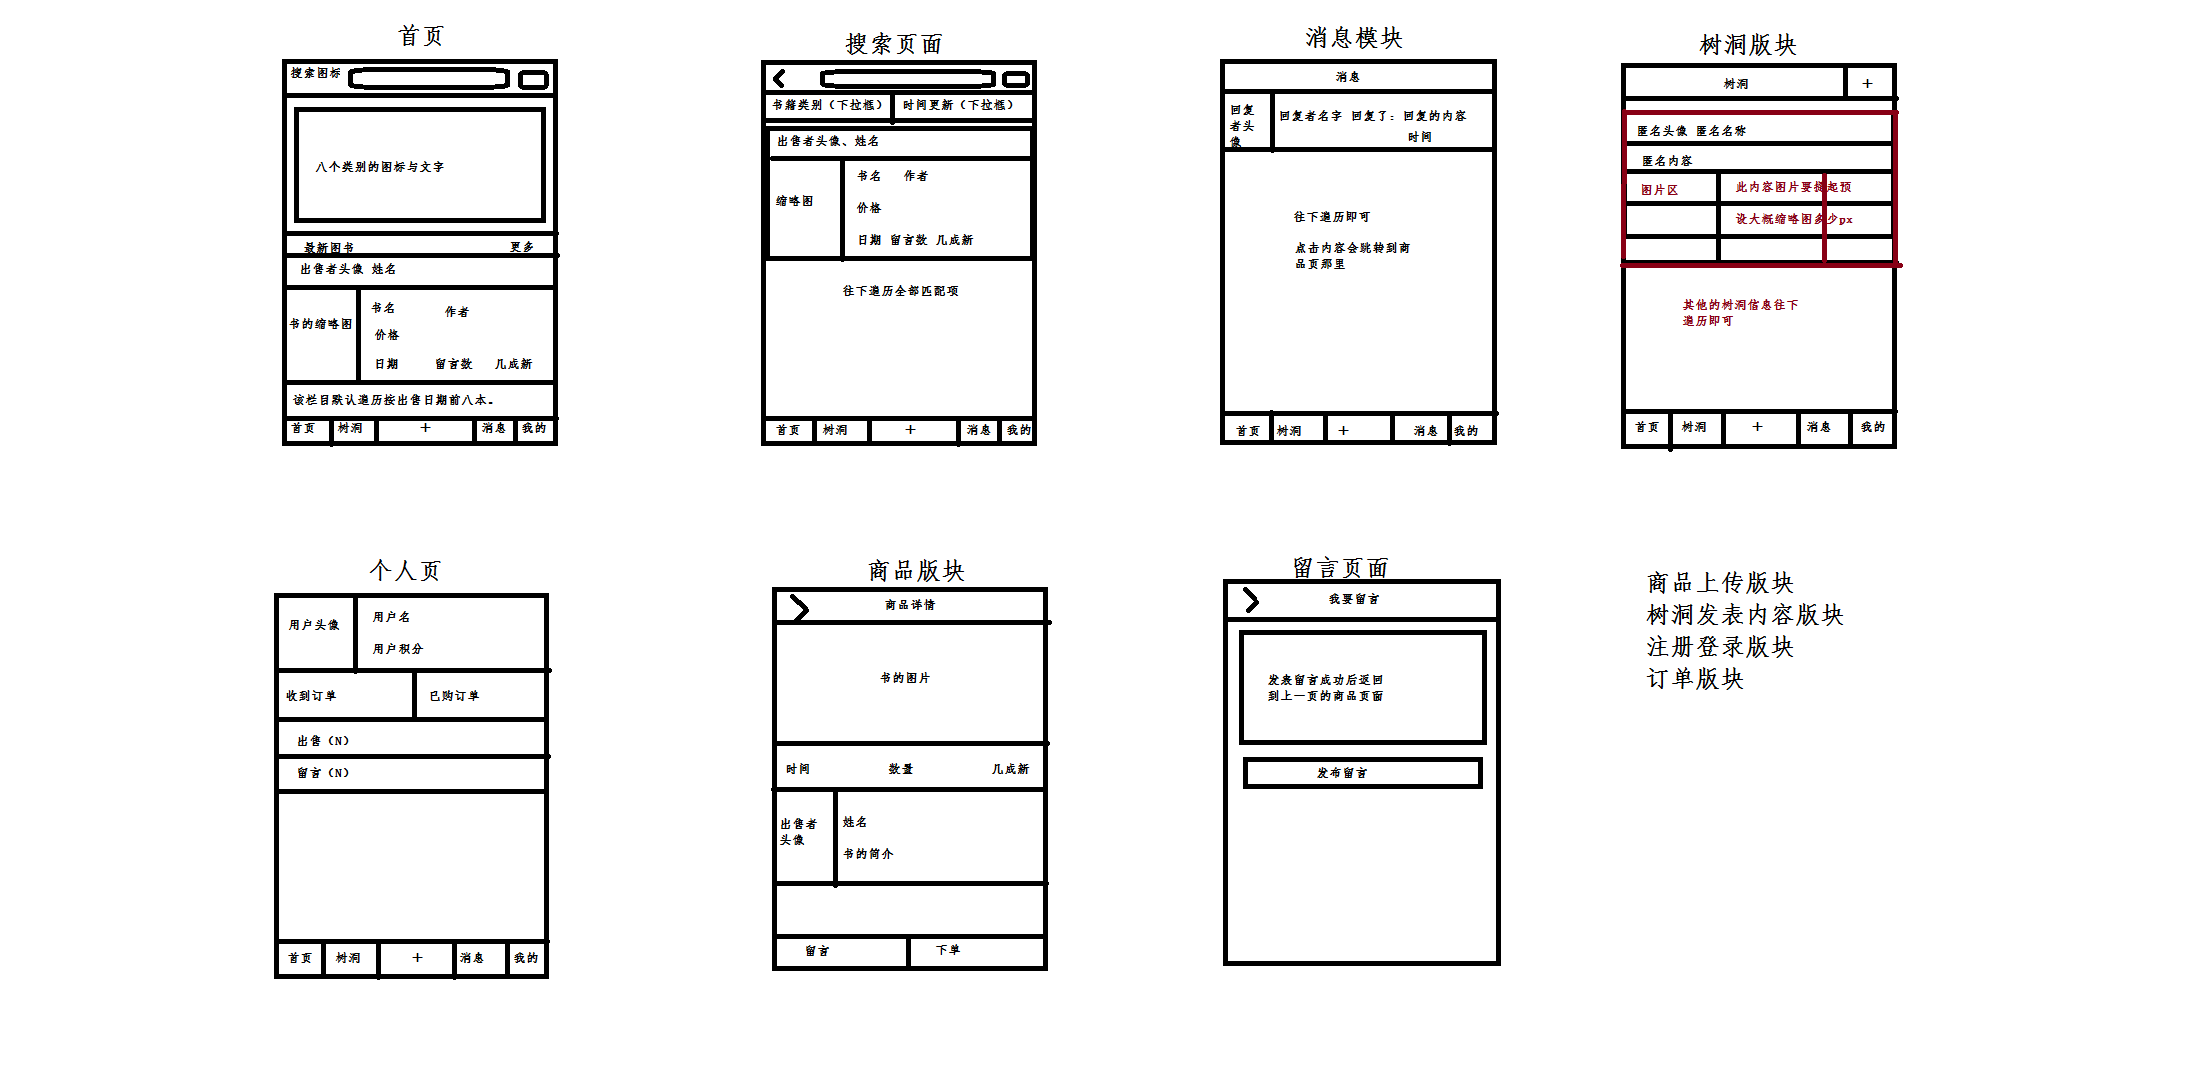 首页
搜索图标
八个类别的图标与文字
最新图书 更多
出售者头像 姓名
书的缩略图
书名 作者
价格
日期 留言数 几成新
该栏目默认遍历按出售日期前八本。
首页 树洞 + 消息 我的
搜索页面
书籍类别（下拉框） 时间更新（下拉框）
出售者头像、姓名
缩略图
书名 作者
价格
日期 留言数 几成新
往下遍历全部匹配项
首页 树洞 + 消息 我的
消息模块
消息
回复
者头
像
回复者名字 回复了：回复的内容
时间
往下遍历即可
点击内容会跳转到商
品页那里
首页 树洞 + 消息 我的
树洞版块
树洞 +
匿名头像 匿名名称
匿名内容
图片区
此内容图片要提起预
设大概缩略图多少px
其他的树洞信息往下
遍历即可
首页 树洞 + 消息 我的
个人页
用户头像
用户名
用户积分
收到订单 已购订单
出售（N）
留言（N）
首页 树洞 + 消息 我的
商品版块
商品详情
书的图片
时间 数量 几成新
出售者
头像
姓名
书的简介
留言 下单
留言页面
我要留言
发表留言成功后返回
到上一页的商品页面
发布留言
商品上传版块
树洞发表内容版块
注册登录版块
订单版块